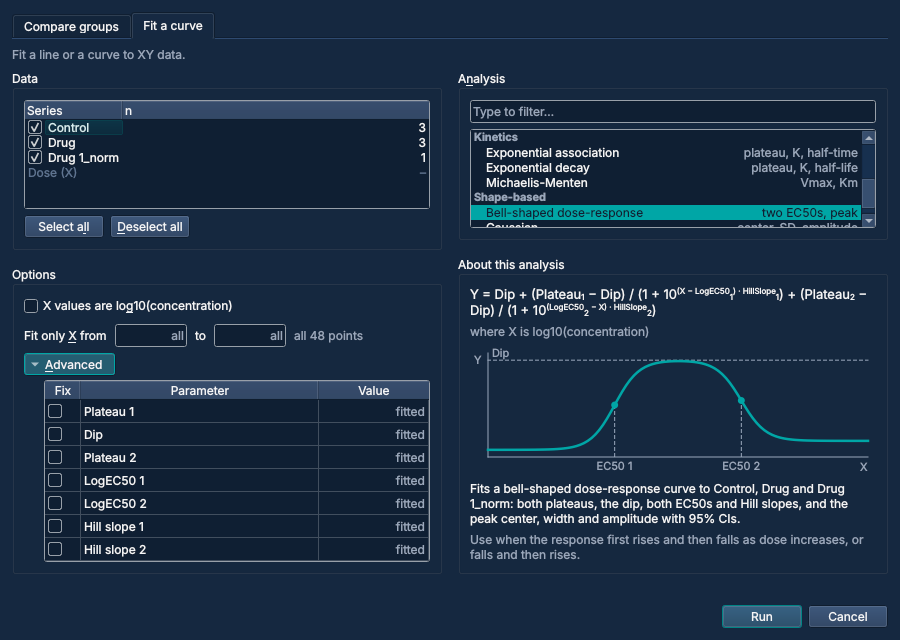 Compare groups
Fit a curve
Fit a line or a curve to XY data.
Data
Series n
Control 3
Drug 3
Drug 1_norm 1
Dose (X) –
Select all
Deselect all
Analysis
Type to filter...
Kinetics
Exponential association plateau, K, half-time
Exponential decay plateau, K, half-life
Michaelis-Menten Vmax, Km
Shape-based
Bell-shaped dose-response two EC50s, peak
Gaussian center, SD, amplitude
Options
X values are log10(concentration)
Fit only X from all to all all 48 points
Advanced
Fix Parameter Value
Plateau 1 fitted
Dip fitted
Plateau 2 fitted
LogEC50 1 fitted
LogEC50 2 fitted
Hill slope 1 fitted
Hill slope 2 fitted
About this analysis
Y = Dip + (Plateau₁ − Dip) / (1 + 10^(X − LogEC50₁) · HillSlope₁) + (Plateau₂ −
Dip) / (1 + 10^(LogEC50₂ − X) · HillSlope₂)
where X is log10(concentration)
Y Dip
EC50 1 EC50 2 X
Fits a bell-shaped dose-response curve to Control, Drug and Drug
1_norm: both plateaus, the dip, both EC50s and Hill slopes, and the
peak center, width and amplitude with 95% CIs.
Use when the response first rises and then falls as dose increases, or
falls and then rises.
Run
Cancel